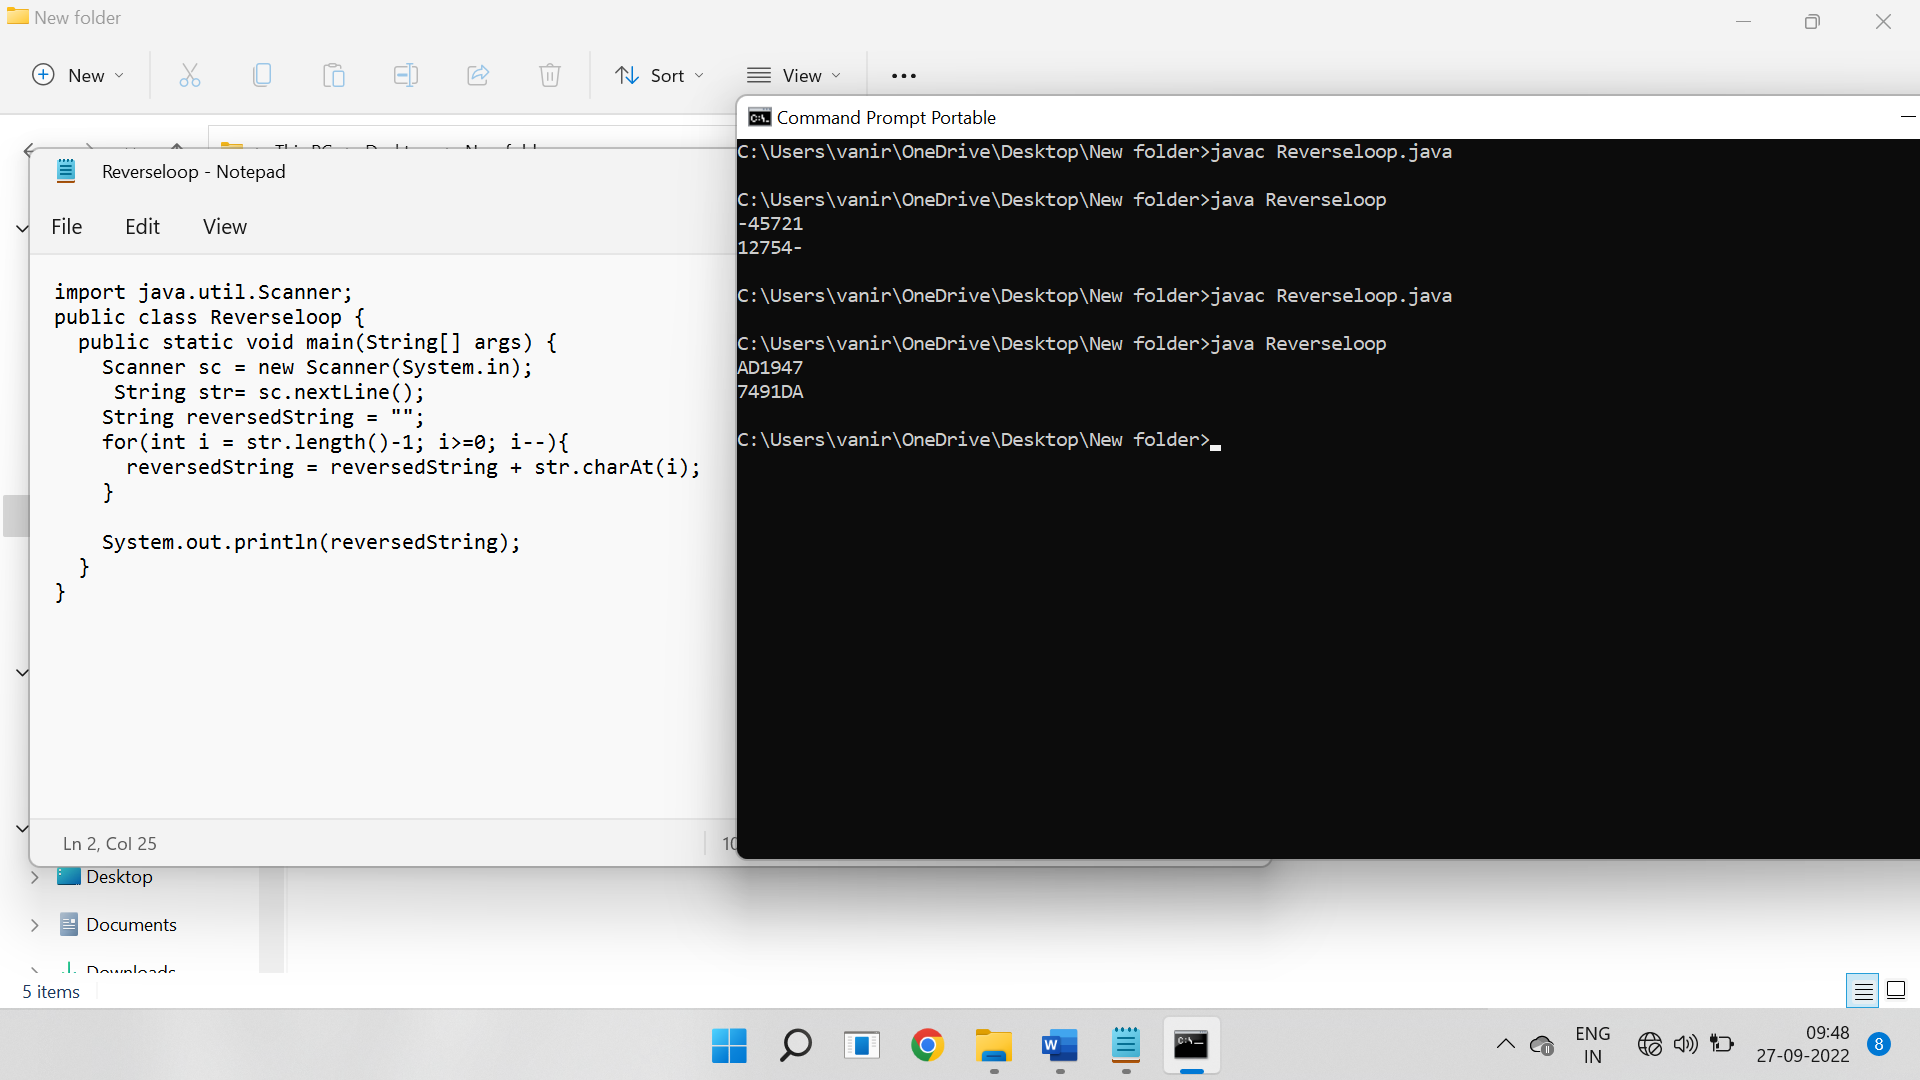 New folder
New
Sort
View
Command Prompt Portable
Reverseloop - Notepad
File Edit View
import java.util.Scanner;
public class Reverseloop {
  public static void main(String[] args) {
    Scanner sc = new Scanner(System.in);
     String str= sc.nextLine();
    String reversedString = "";
    for(int i = str.length()-1; i>=0; i--){
      reversedString = reversedString + str.charAt(i);
    }
    System.out.println(reversedString);
  }
}
Ln 2, Col 25
10
C:\Users\vanir\OneDrive\Desktop\New folder>javac Reverseloop.java
C:\Users\vanir\OneDrive\Desktop\New folder>java Reverseloop
-45721
12754-
C:\Users\vanir\OneDrive\Desktop\New folder>javac Reverseloop.java
C:\Users\vanir\OneDrive\Desktop\New folder>java Reverseloop
AD1947
7491DA
C:\Users\vanir\OneDrive\Desktop\New folder>
Desktop
Documents
Downloads
5 items
ENG
IN
09:48
27-09-2022
8